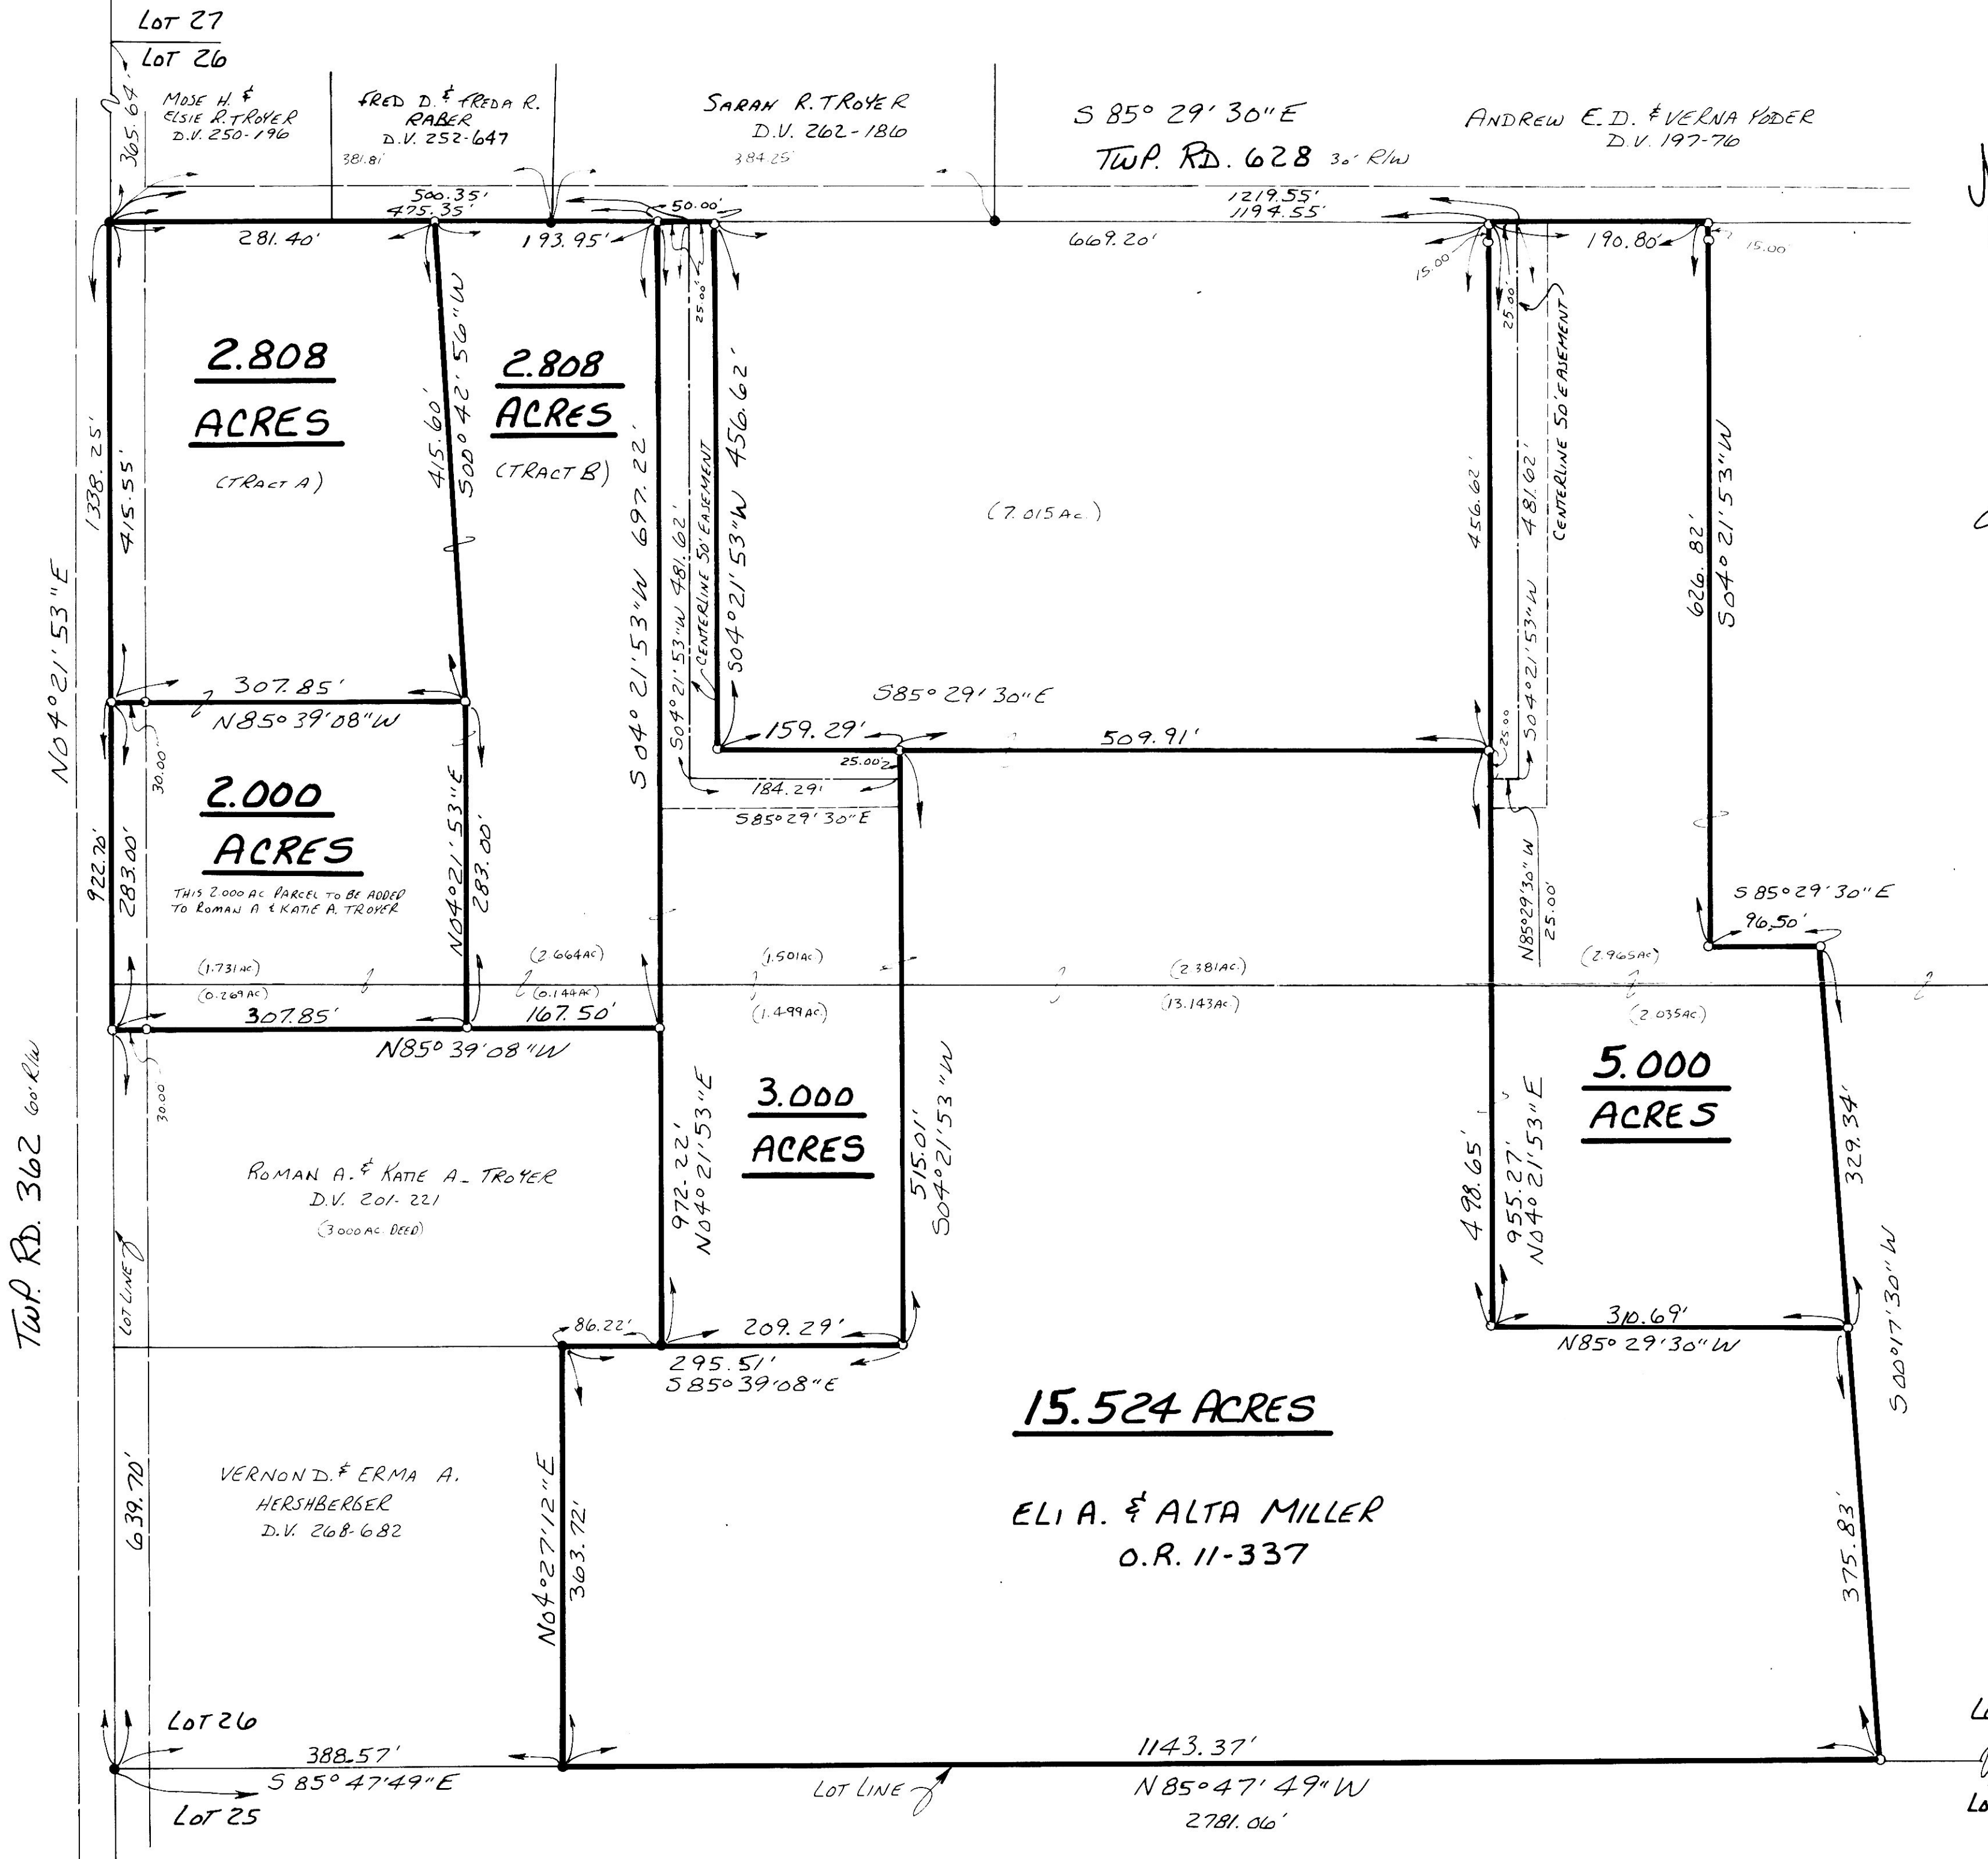 LOT 27
LOT 26
365.64'
MOSE H. &
ELSIE R. TROYER
D.V. 250-196
FRED D. & FREDA R.
RABER
D.V. 252-647
381.81'
SARAH R. TROYER
D.V. 262-186
384.25'
S 85° 29' 30" E
TWP. RD. 628 30' R/W
ANDREW E.D. & VERNA YODER
D.V. 197-76
500.35'
475.35'
281.40'
193.95'
50.00'
1219.55'
1194.55'
669.20'
190.80'
15.00
15.00'
25.00'
25.00'
2.808
ACRES
(TRACT A)
415.60'
S00° 42' 56" W
2.808
ACRES
(TRACT B)
1338.25'
415.55'
N04° 21' 53" E
S04° 21' 53" W 697.22'
S04° 21' 53" W 481.62'
CENTERLINE 50' EASEMENT
S04° 21' 53" W 456.62'
(7.015 AC.)
456.62'
S04° 21' 53" W 481.62'
CENTERLINE 50' EASEMENT
626.82'
S04° 21' 53" W
307.85'
N85° 39' 08" W
S85° 29' 30" E
159.29'
509.91'
25.00'
25.00
184.29'
S85° 29' 30" E
30.00'
2.000
ACRES
THIS 2.000 AC PARCEL TO BE ADDED
TO ROMAN A & KATIE A. TROYER
922.70'
283.00'
N04° 21' 53" E
283.00'
N85° 29' 30" W
25.00'
S 85° 29' 30" E
96.50'
(1.731 AC)
(0.269 AC)
(2.664 AC)
(0.144 AC)
(1.501 AC)
(1.499 AC)
(2.381 AC.)
(13.143 AC.)
(2.965 AC)
(2.035 AC.)
307.85'
167.50'
N85° 39' 08" W
30.00
3.000
ACRES
5.000
ACRES
972.22'
N04° 21' 53" E
515.01'
S04° 21' 53" W
498.65'
955.27'
N04° 21' 53" E
329.34'
TWP. RD. 362 60' R/W
ROMAN A. & KATIE A. TROYER
D.V. 201-221
(3.000 AC. DEED)
LOT LINE
86.22'
209.29'
295.51'
S85° 39' 08" E
310.69'
N85° 29' 30" W
S00° 17' 30" W
15.524 ACRES
ELI A. & ALTA MILLER
O.R. 11-337
639.70'
VERNON D. & ERMA A.
HERSHBERGER
D.V. 268-682
N04° 27' 12" E
363.72'
375.83'
LOT 26
388.57'
S 85° 47' 49" E
LOT 25
LOT LINE
1143.37'
N85° 47' 49" W
2781.06'